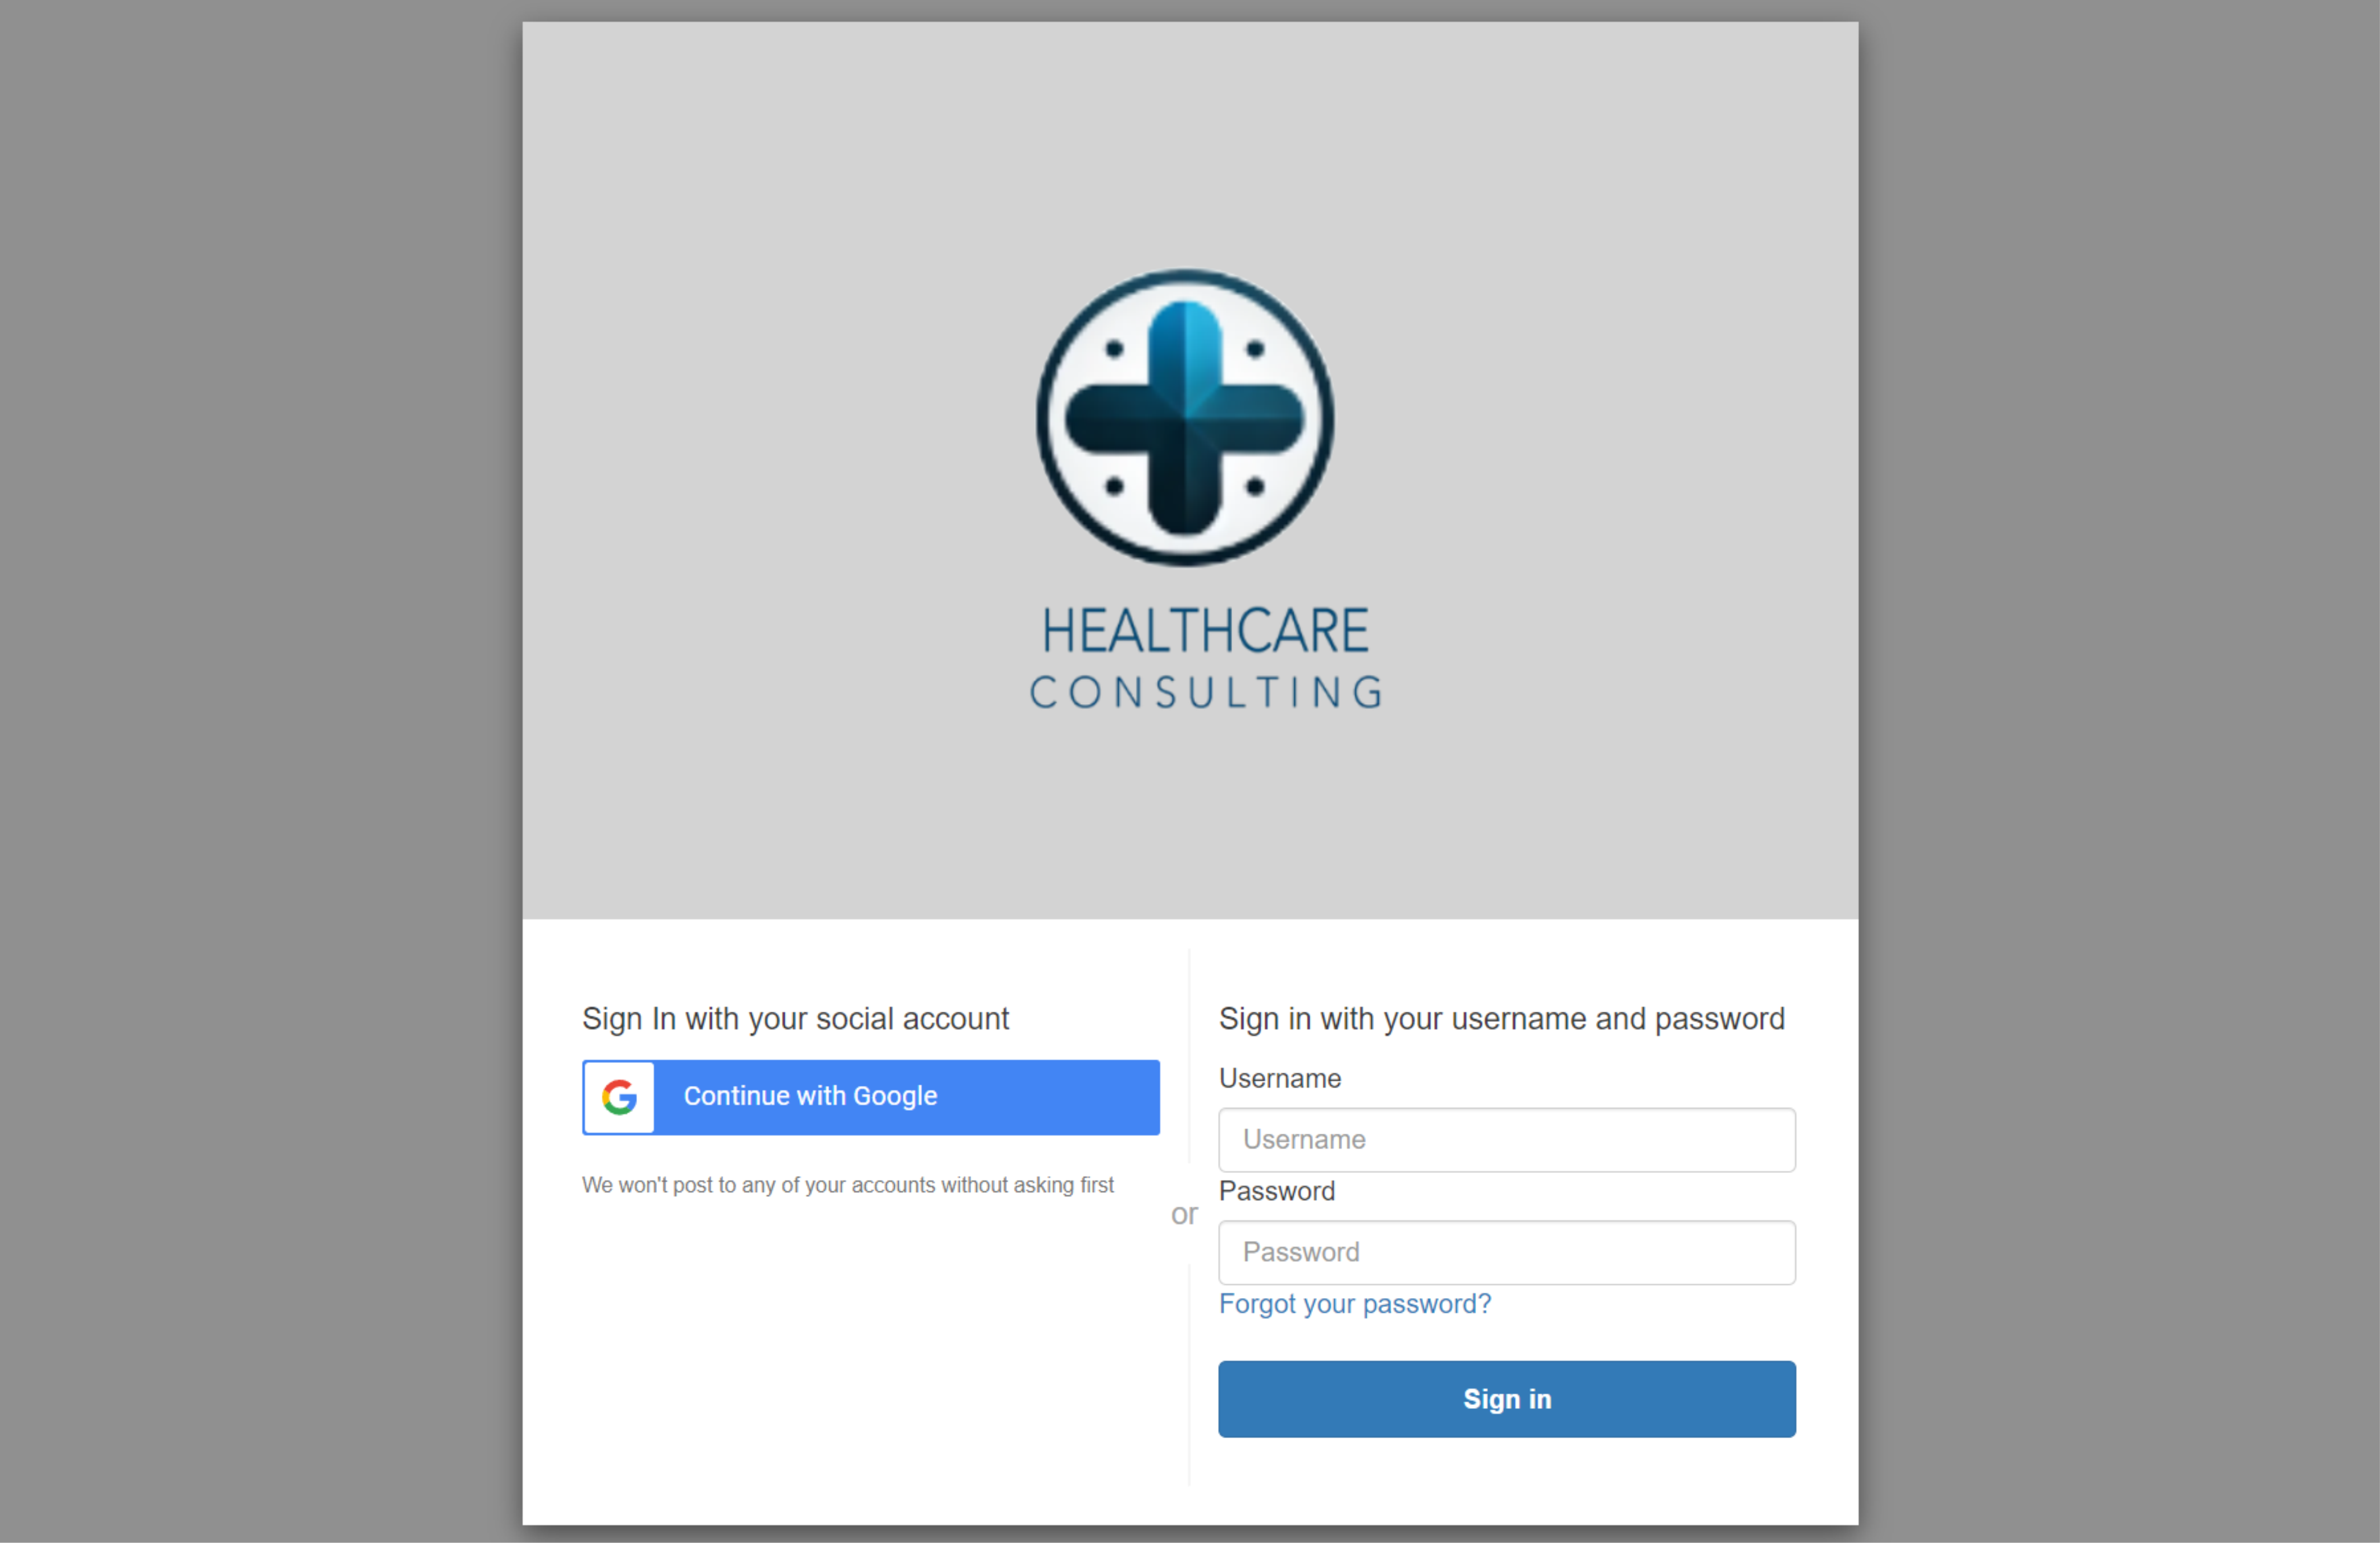 HEALTHCARE
CONSULTING
Sign In with your social account
Continue with Google
We won't post to any of your accounts without asking first
or
Sign in with your username and password
Username
Username
Password
Password
Forgot your password?
Sign in